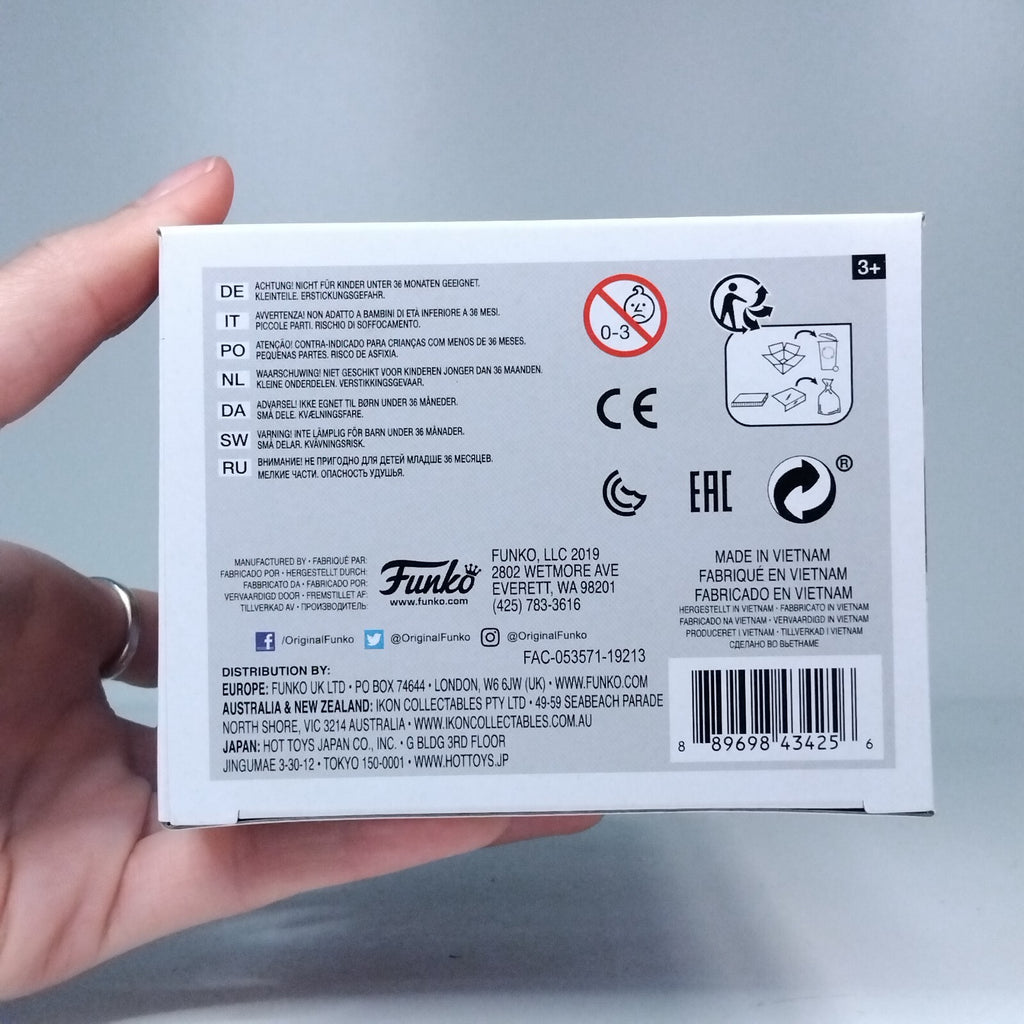 3+
DE ACHTUNG! NICHT FÜR KINDER UNTER 36 MONATEN GEEIGNET.
KLEINTEILE. ERSTICKUNGSGEFAHR.
IT AVVERTENZA! NON ADATTO A BAMBINI DI ETÀ INFERIORE A 36 MESI.
PICCOLE PARTI. RISCHIO DI SOFFOCAMENTO.
PO ATENÇÃO! CONTRA-INDICADO PARA CRIANÇAS COM MENOS DE 36 MESES.
PEQUENAS PARTES. RISCO DE ASFIXIA.
NL WAARSCHUWING! NIET GESCHIKT VOOR KINDEREN JONGER DAN 36 MAANDEN.
KLEINE ONDERDELEN. VERSTIKKINGSGEVAAR.
DA ADVARSEL! IKKE EGNET TIL BØRN UNDER 36 MÅNEDER.
SMÅ DELE. KVÆLNINGSFARE.
SW VARNING! INTE LÄMPLIG FÖR BARN UNDER 36 MÅNADER.
SMÅ DELAR. KVÄVNINGSRISK.
RU ВНИМАНИЕ! НЕ ПРИГОДНО ДЛЯ ДЕТЕЙ МЛАДШЕ 36 МЕСЯЦЕВ.
МЕЛКИЕ ЧАСТИ. ОПАСНОСТЬ УДУШЬЯ.
0-3
CE
EAC
®
MANUFACTURED BY • FABRIQUÉ PAR:
FABRICADO POR • HERGESTELLT DURCH:
FABBRICATO DA • FABRICADO POR:
VERVAARDIGD DOOR • FREMSTILLET AF:
TILLVERKAD AV • ПРОИЗВОДИТЕЛЬ:
Funko
www.funko.com
FUNKO, LLC 2019
2802 WETMORE AVE
EVERETT, WA 98201
(425) 783-3616
/OriginalFunko @OriginalFunko @OriginalFunko
FAC-053571-19213
DISTRIBUTION BY:
EUROPE: FUNKO UK LTD • PO BOX 74644 • LONDON, W6 6JW (UK) • WWW.FUNKO.COM
AUSTRALIA & NEW ZEALAND: IKON COLLECTABLES PTY LTD • 49-59 SEABEACH PARADE
NORTH SHORE, VIC 3214 AUSTRALIA • WWW.IKONCOLLECTABLES.COM.AU
JAPAN: HOT TOYS JAPAN CO., INC. • G BLDG 3RD FLOOR
JINGUMAE 3-30-12 • TOKYO 150-0001 • WWW.HOTTOYS.JP
MADE IN VIETNAM
FABRIQUÉ EN VIETNAM
FABRICADO EN VIETNAM
HERGESTELLT IN VIETNAM • FABBRICATO IN VIETNAM
FABRICADO NA VIETNAM • VERVAARDIGD IN VIETNAM
PRODUCERET I VIETNAM • TILLVERKAD I VIETNAM
СДЕЛАНО ВО ВЬЕТНАМЕ
8 89698 43425 6